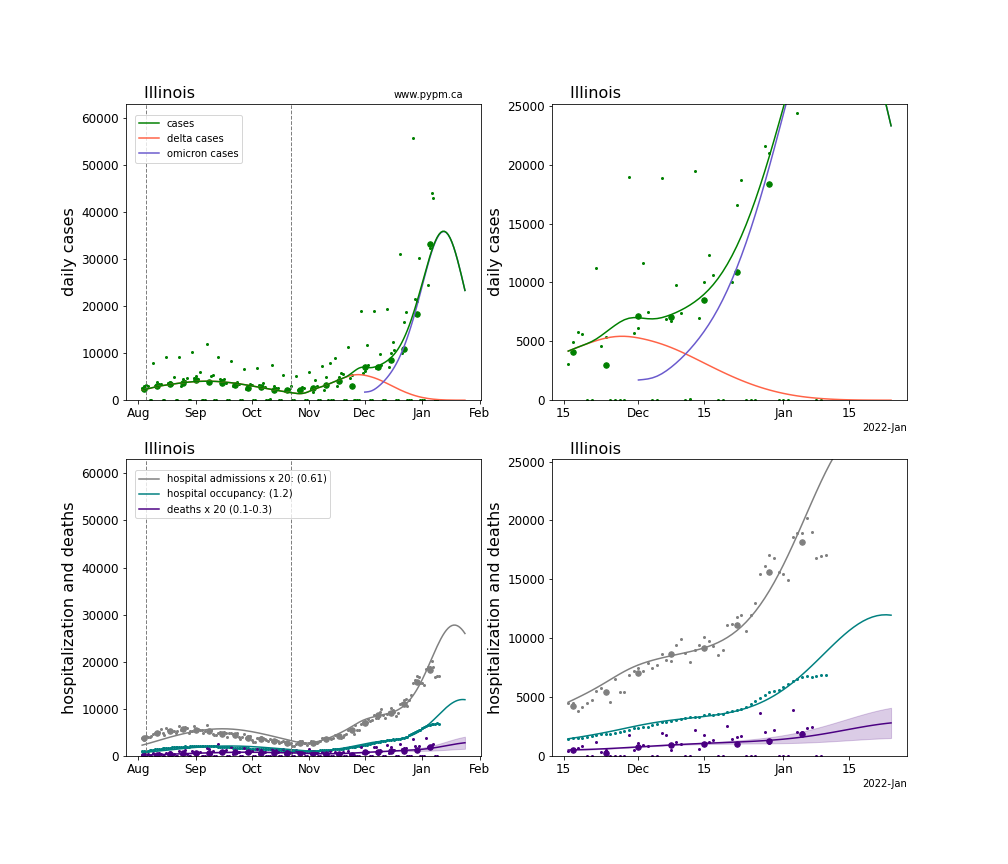 Illinois
www.pypm.ca
cases
delta cases
omicron cases
daily cases
60000
50000
40000
30000
20000
10000
0
Aug Sep Oct Nov Dec Jan Feb
Illinois
daily cases
25000
20000
15000
10000
5000
0
15 Dec 15 Jan 15
2022-Jan
Illinois
hospital admissions x 20: (0.61)
hospital occupancy: (1.2)
deaths x 20 (0.1-0.3)
hospitalization and deaths
60000
50000
40000
30000
20000
10000
0
Aug Sep Oct Nov Dec Jan Feb
Illinois
hospitalization and deaths
25000
20000
15000
10000
5000
0
15 Dec 15 Jan 15
2022-Jan